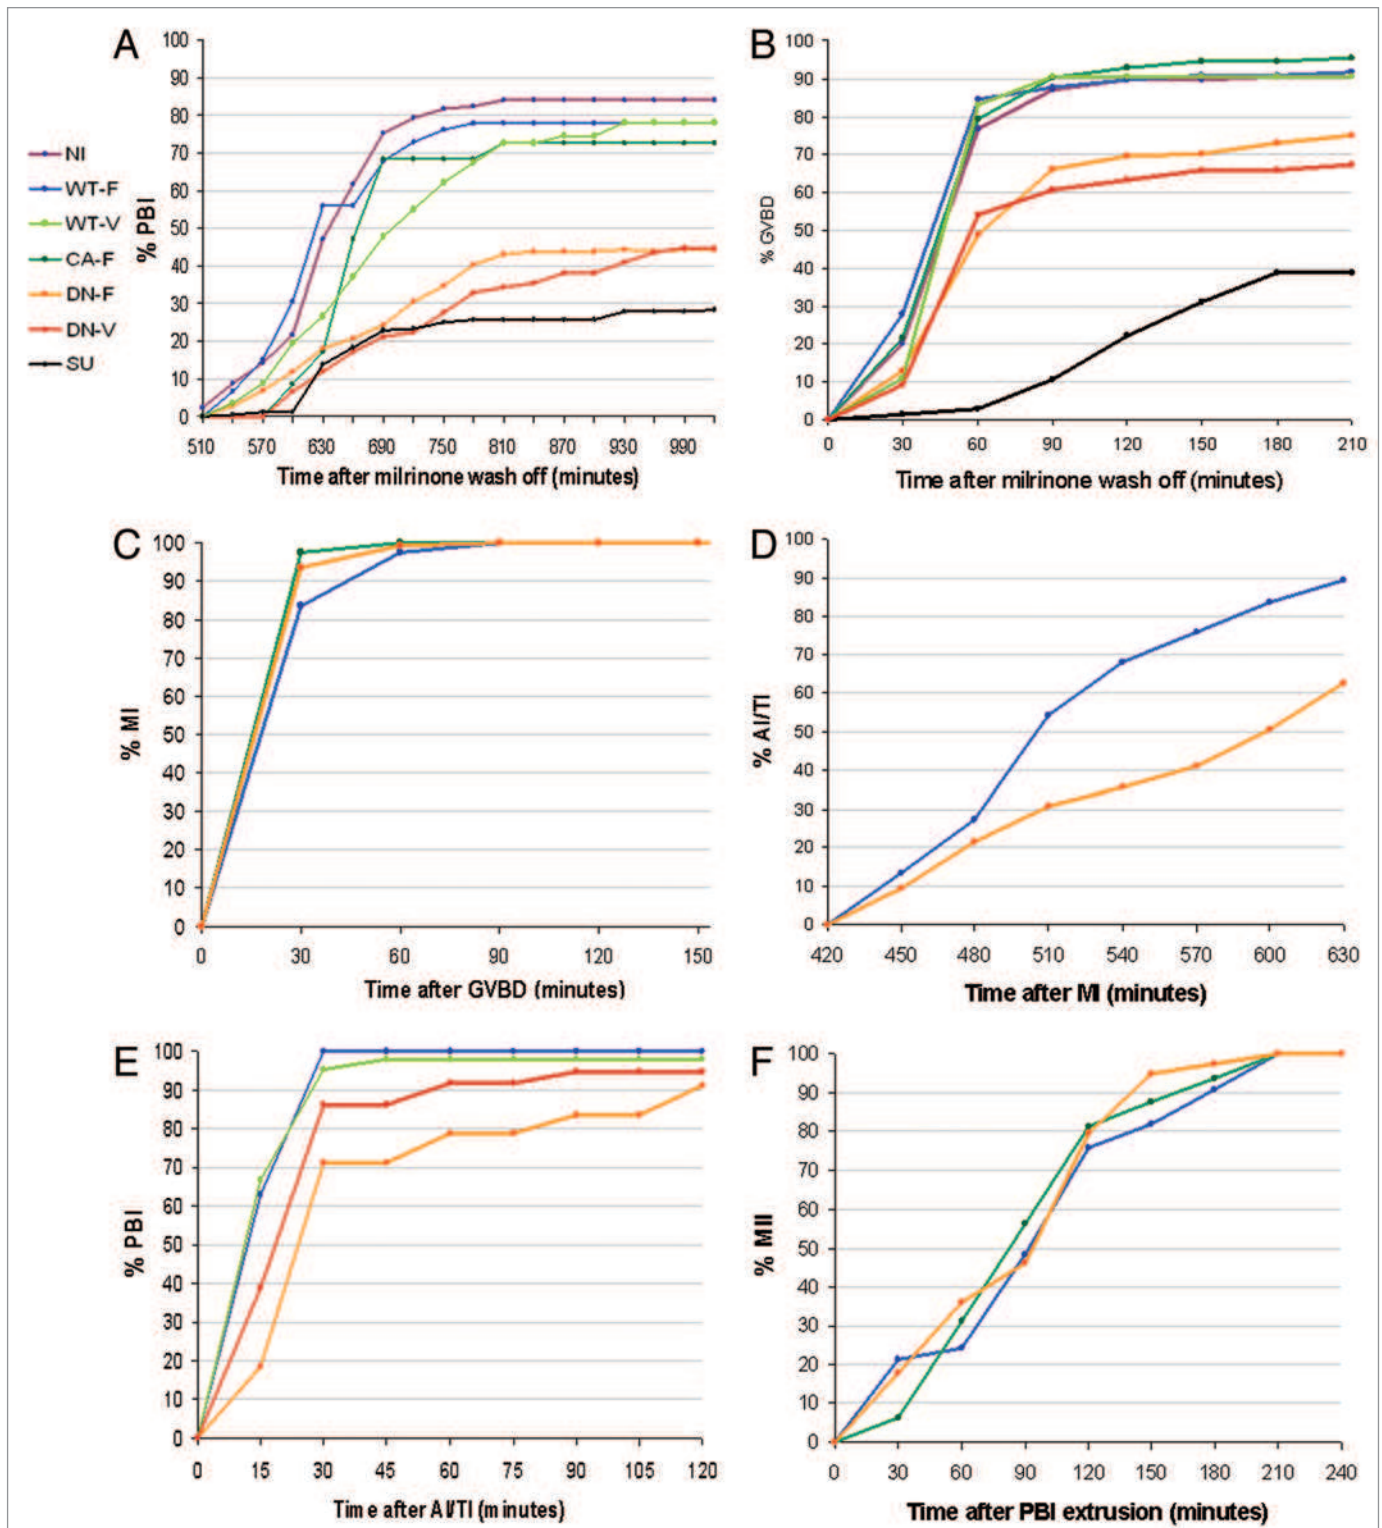 A
B
100
90
80
70
60
50
40
30
20
10
0
% PBI
NI
WT-F
WT-V
CA-F
DN-F
DN-V
SU
510 570 630 690 750 810 870 930 990
Time after milrinone wash off (minutes)
100
90
80
70
60
50
40
30
20
10
0
% GVBD
0 30 60 90 120 150 180 210
Time after milrinone wash off (minutes)
C
100
90
80
70
60
50
40
30
20
10
0
% MI
0 30 60 90 120 150
Time after GVBD (minutes)
D
100
90
80
70
60
50
40
30
20
10
0
% AI/TI
420 450 480 510 540 570 600 630
Time after MI (minutes)
E
100
90
80
70
60
50
40
30
20
10
0
% PBI
0 15 30 45 60 75 90 105 120
Time after AI/TI (minutes)
F
100
90
80
70
60
50
40
30
20
10
0
% MII
0 30 60 90 120 150 180 210 240
Time after PBI extrusion (minutes)